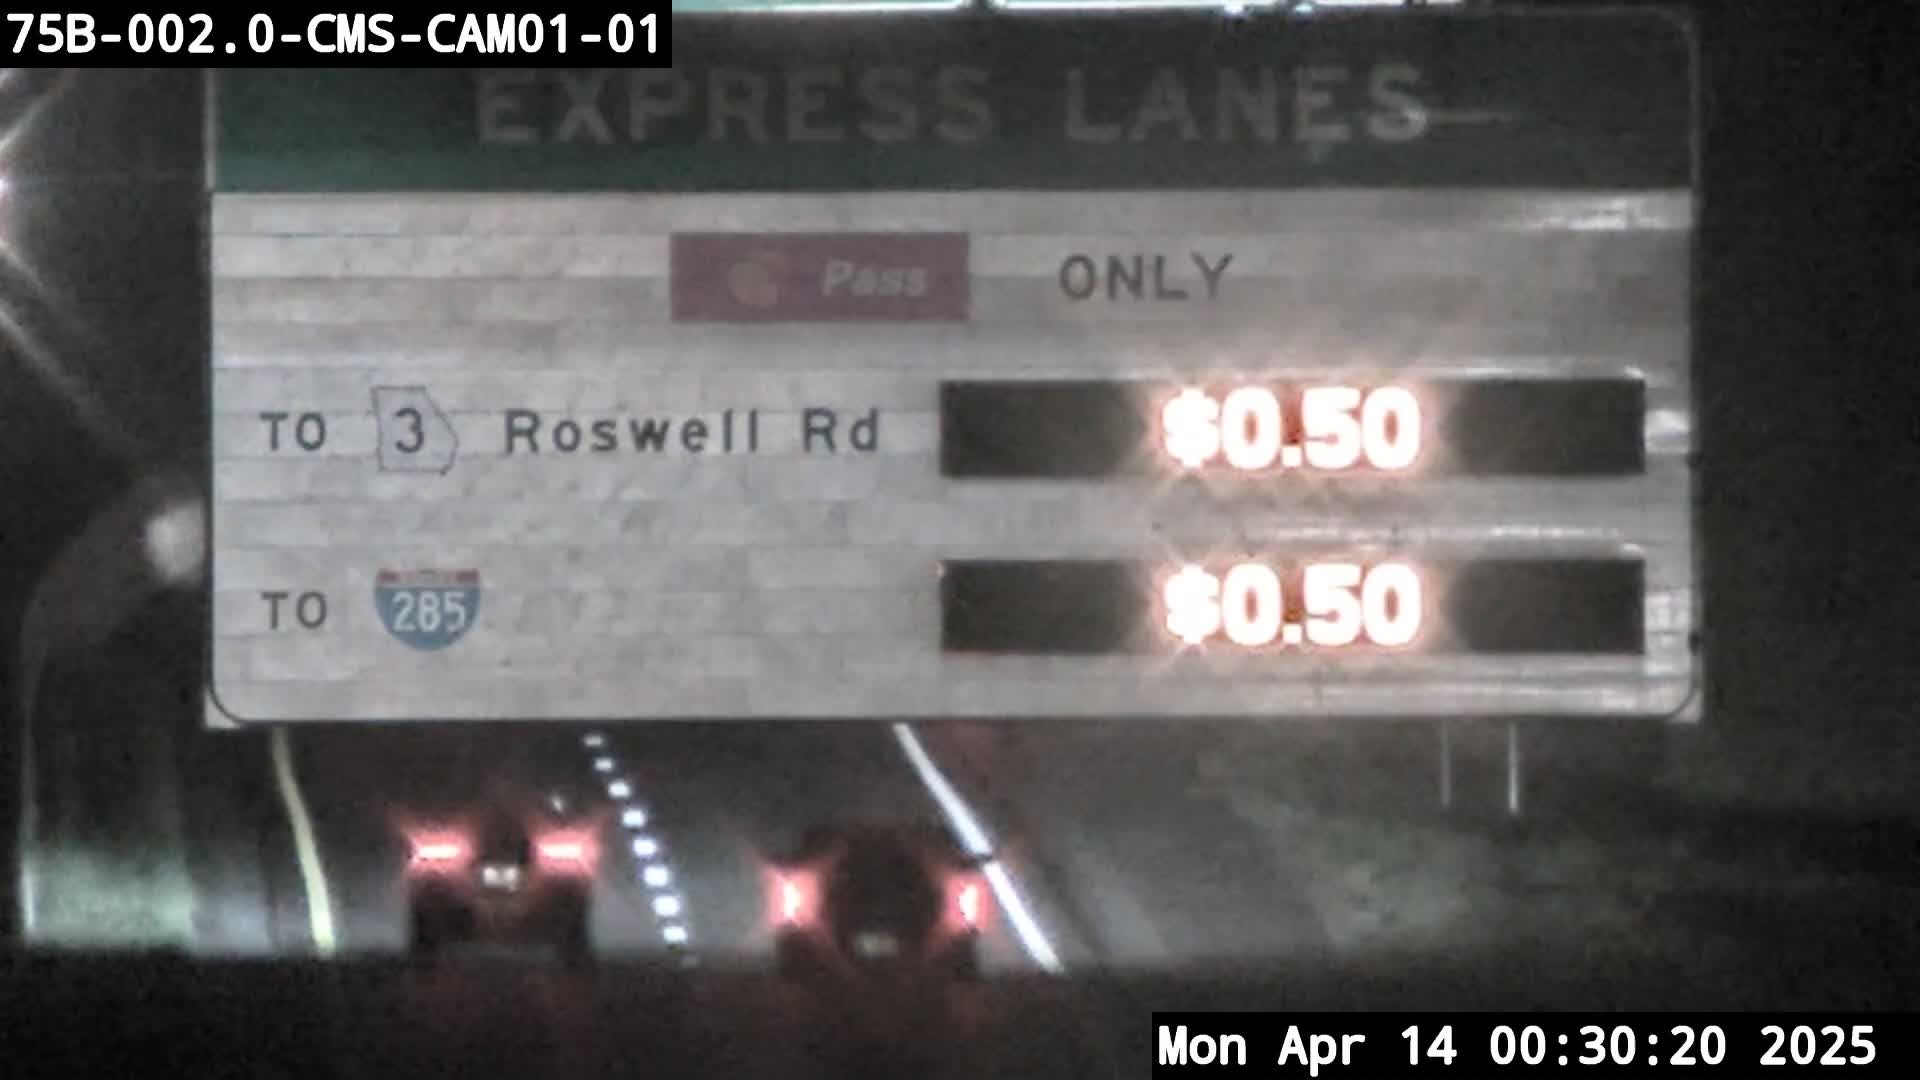 75B-002.0-CMS-CAM01-01
EXPRESS LANES
Pass ONLY
TO 3 Roswell Rd $0.50
TO 285 $0.50
Mon Apr 14 00:30:20 2025